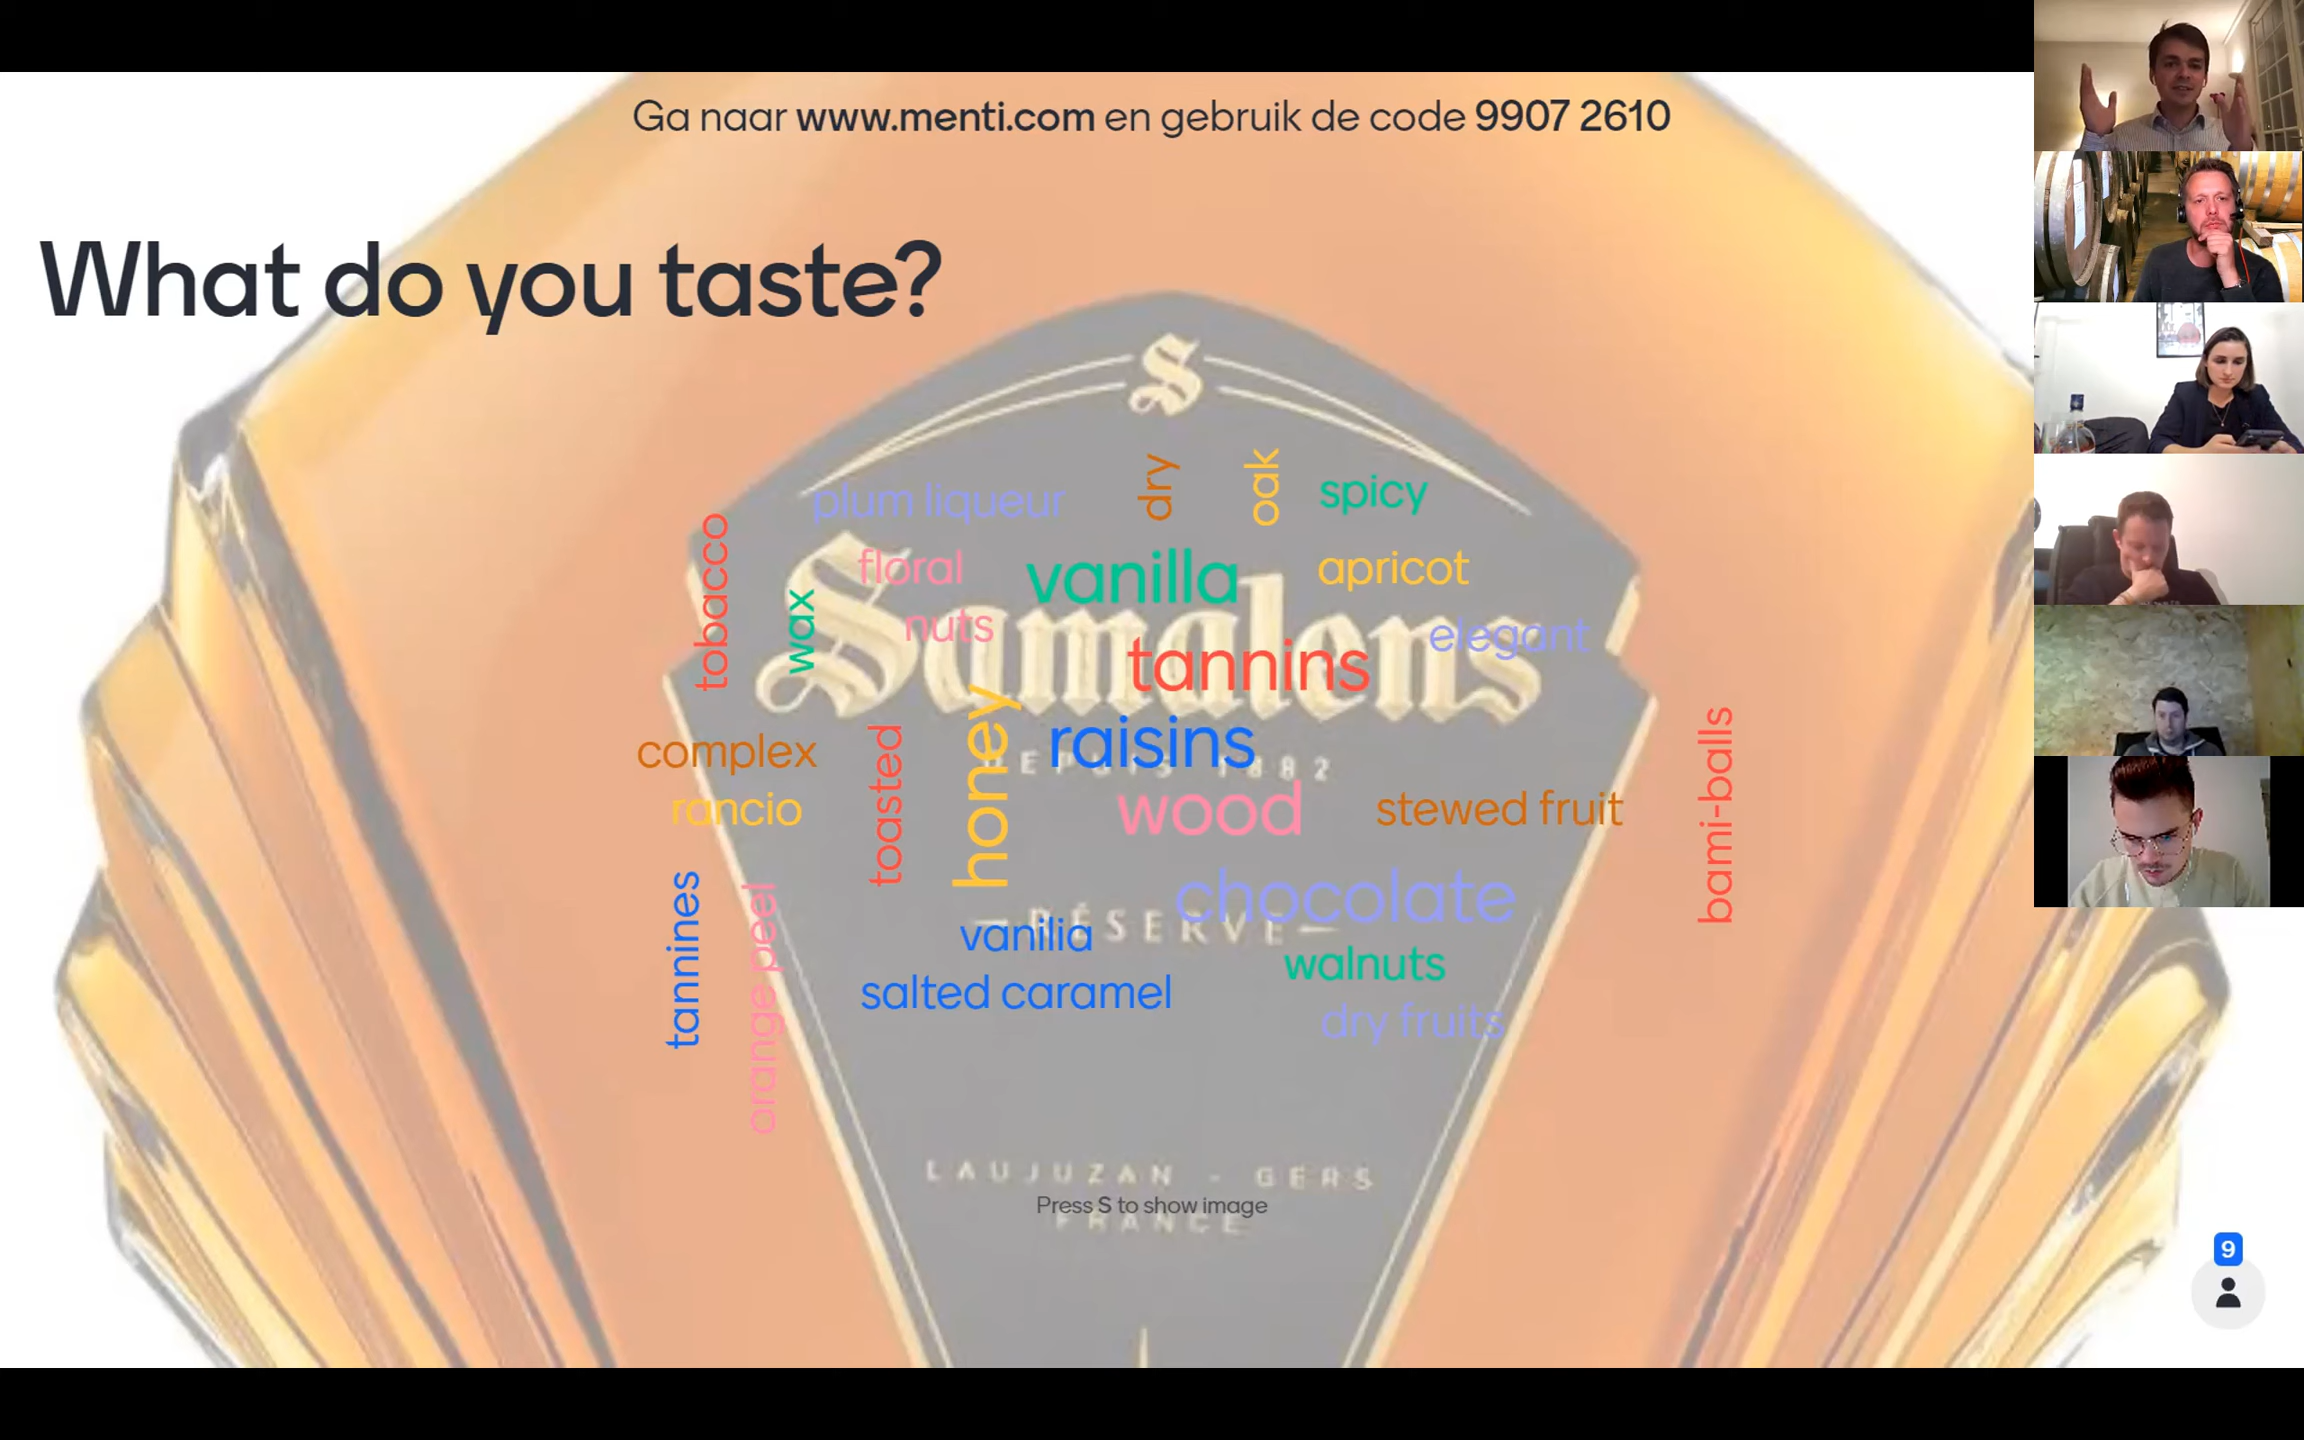 Ga naar www.menti.com en gebruik de code 9907 2610
What do you taste?
S
plum liqueur
dry
oak
spicy
tobacco
wax
floral
vanilla
apricot
nuts
Samalens
tannins
elegant
complex
toasted
honey
raisins
DEPUIS 1882
bami-balls
rancio
wood
stewed fruit
tannines
orange peel
chocolate
RÉSERVE
vanilia
walnuts
salted caramel
dry fruits
LAUJUZAN - GERS
Press S to show image
FRANCE
9